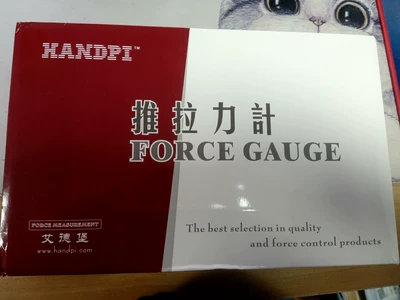 HANDPI™
推拉力計
FORCE GAUGE
The best selection in quality
and force control products
FORCE MEASUREMENT
艾德堡
www.handpi.com